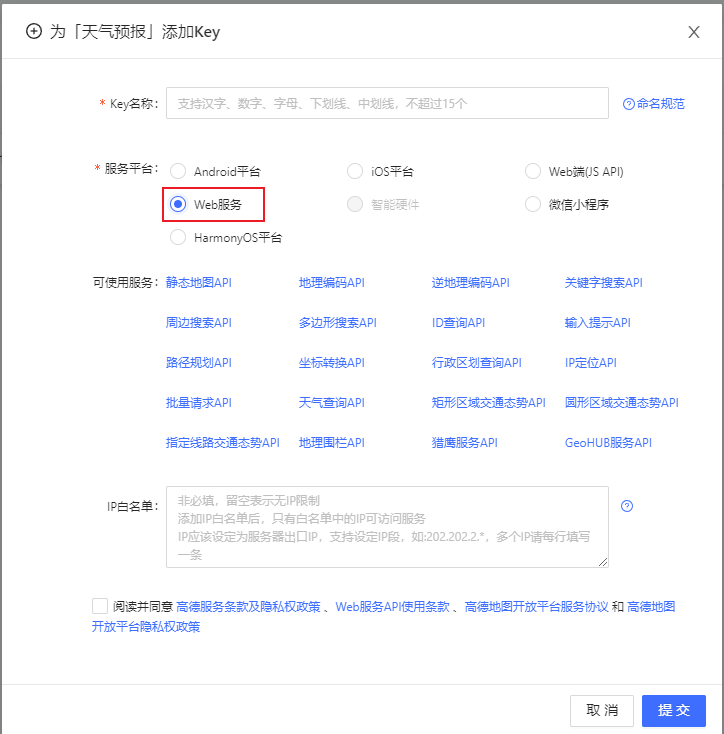 为「天气预报」添加Key
* Key名称: 支持汉字、数字、字母、下划线、中划线，不超过15个 命名规范
* 服务平台: Android平台 iOS平台 Web端(JS API)
Web服务 智能硬件 微信小程序
HarmonyOS平台
可使用服务: 静态地图API 地理编码API 逆地理编码API 关键字搜索API
周边搜索API 多边形搜索API ID查询API 输入提示API
路径规划API 坐标转换API 行政区划查询API IP定位API
批量请求API 天气查询API 矩形区域交通态势API 圆形区域交通态势API
指定线路交通态势API 地理围栏API 猎鹰服务API GeoHUB服务API
IP白名单: 非必填，留空表示无IP限制
添加IP白名单后，只有白名单中的IP可访问服务
IP应该设定为服务器出口IP，支持设定IP段，如:202.202.2.*，多个IP请每行填写
一条
阅读并同意 高德服务条款及隐私权政策 、Web服务API使用条款 、高德地图开放平台服务协议 和 高德地图
开放平台隐私权政策
取 消 提 交